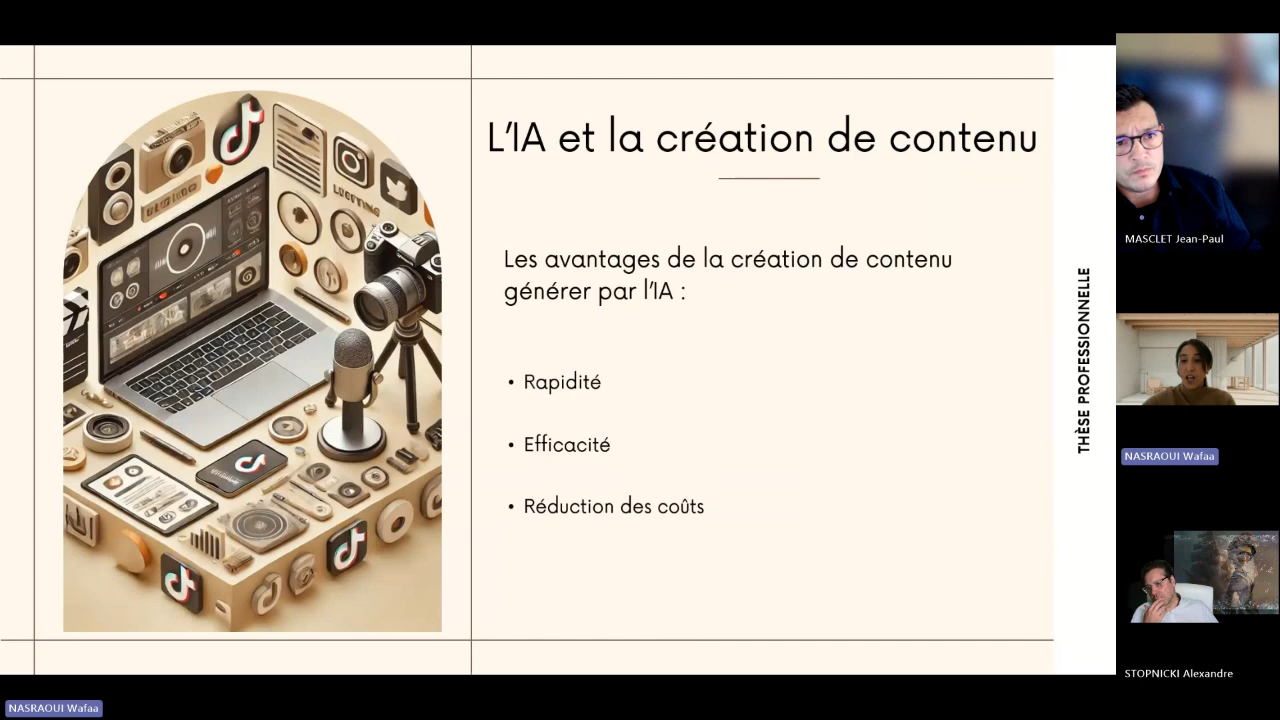 L'IA et la création de contenu
Les avantages de la création de contenu
générer par l'IA :
• Rapidité
• Efficacité
• Réduction des coûts
THÈSE PROFESSIONNELLE
MASCLET Jean-Paul
NASRAOUI Wafaa
STOPNICKI Alexandre
NASRAOUI Wafaa